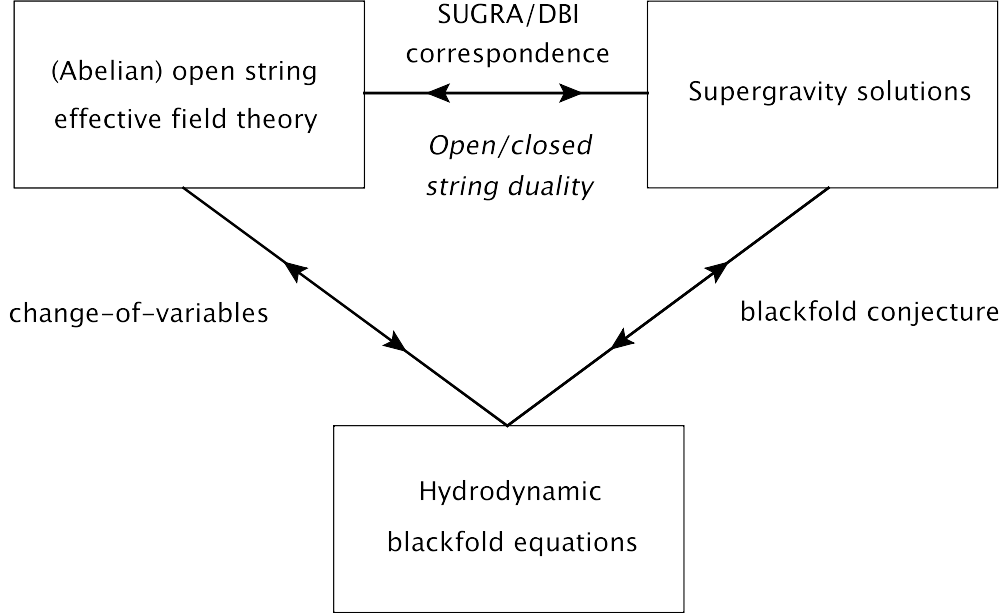 SUGRA/DBI
correspondence
(Abelian) open string
effective field theory
Supergravity solutions
Open/closed
string duality
change-of-variables
blackfold conjecture
Hydrodynamic
blackfold equations